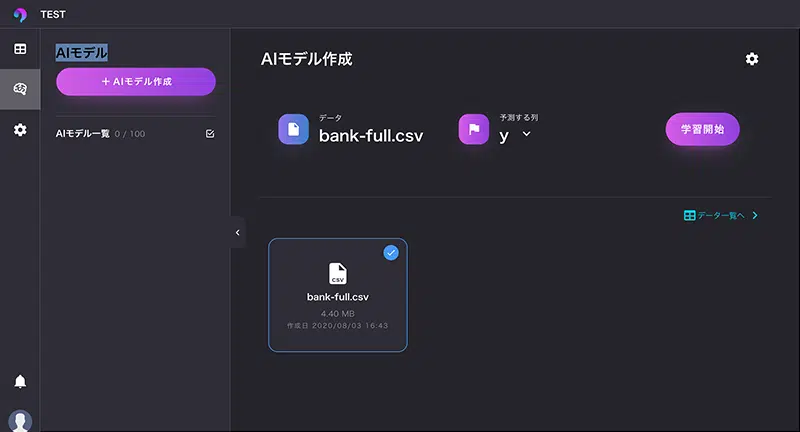 TEST
AIモデル
+ AIモデル作成
AIモデル一覧 0 / 100
AIモデル作成
データ
bank-full.csv
予測する列
y
学習開始
データ一覧へ
CSV
bank-full.csv
4.40 MB
作成日 2020/08/03 16:43